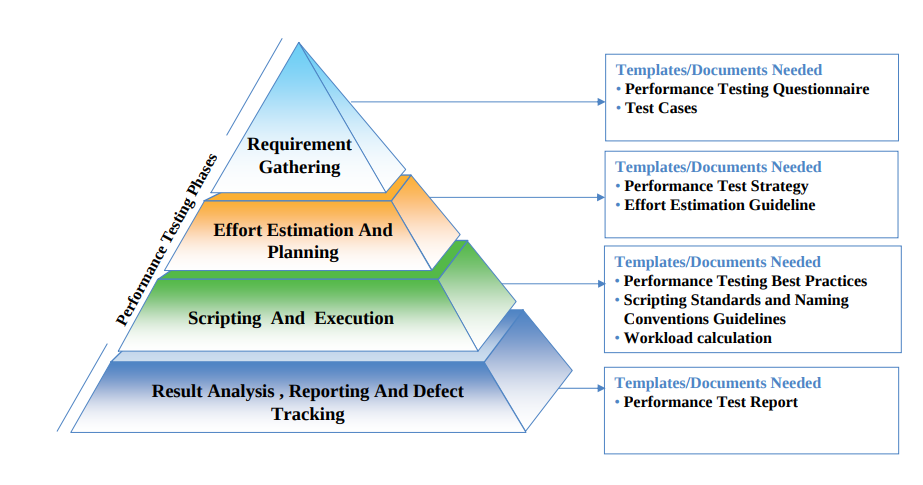 Performance Testing Phases
Requirement
Gathering
Effort Estimation And
Planning
Scripting And Execution
Result Analysis , Reporting And Defect
Tracking
Templates/Documents Needed
• Performance Testing Questionnaire
• Test Cases
Templates/Documents Needed
• Performance Test Strategy
• Effort Estimation Guideline
Templates/Documents Needed
• Performance Testing Best Practices
• Scripting Standards and Naming
Conventions Guidelines
• Workload calculation
Templates/Documents Needed
• Performance Test Report